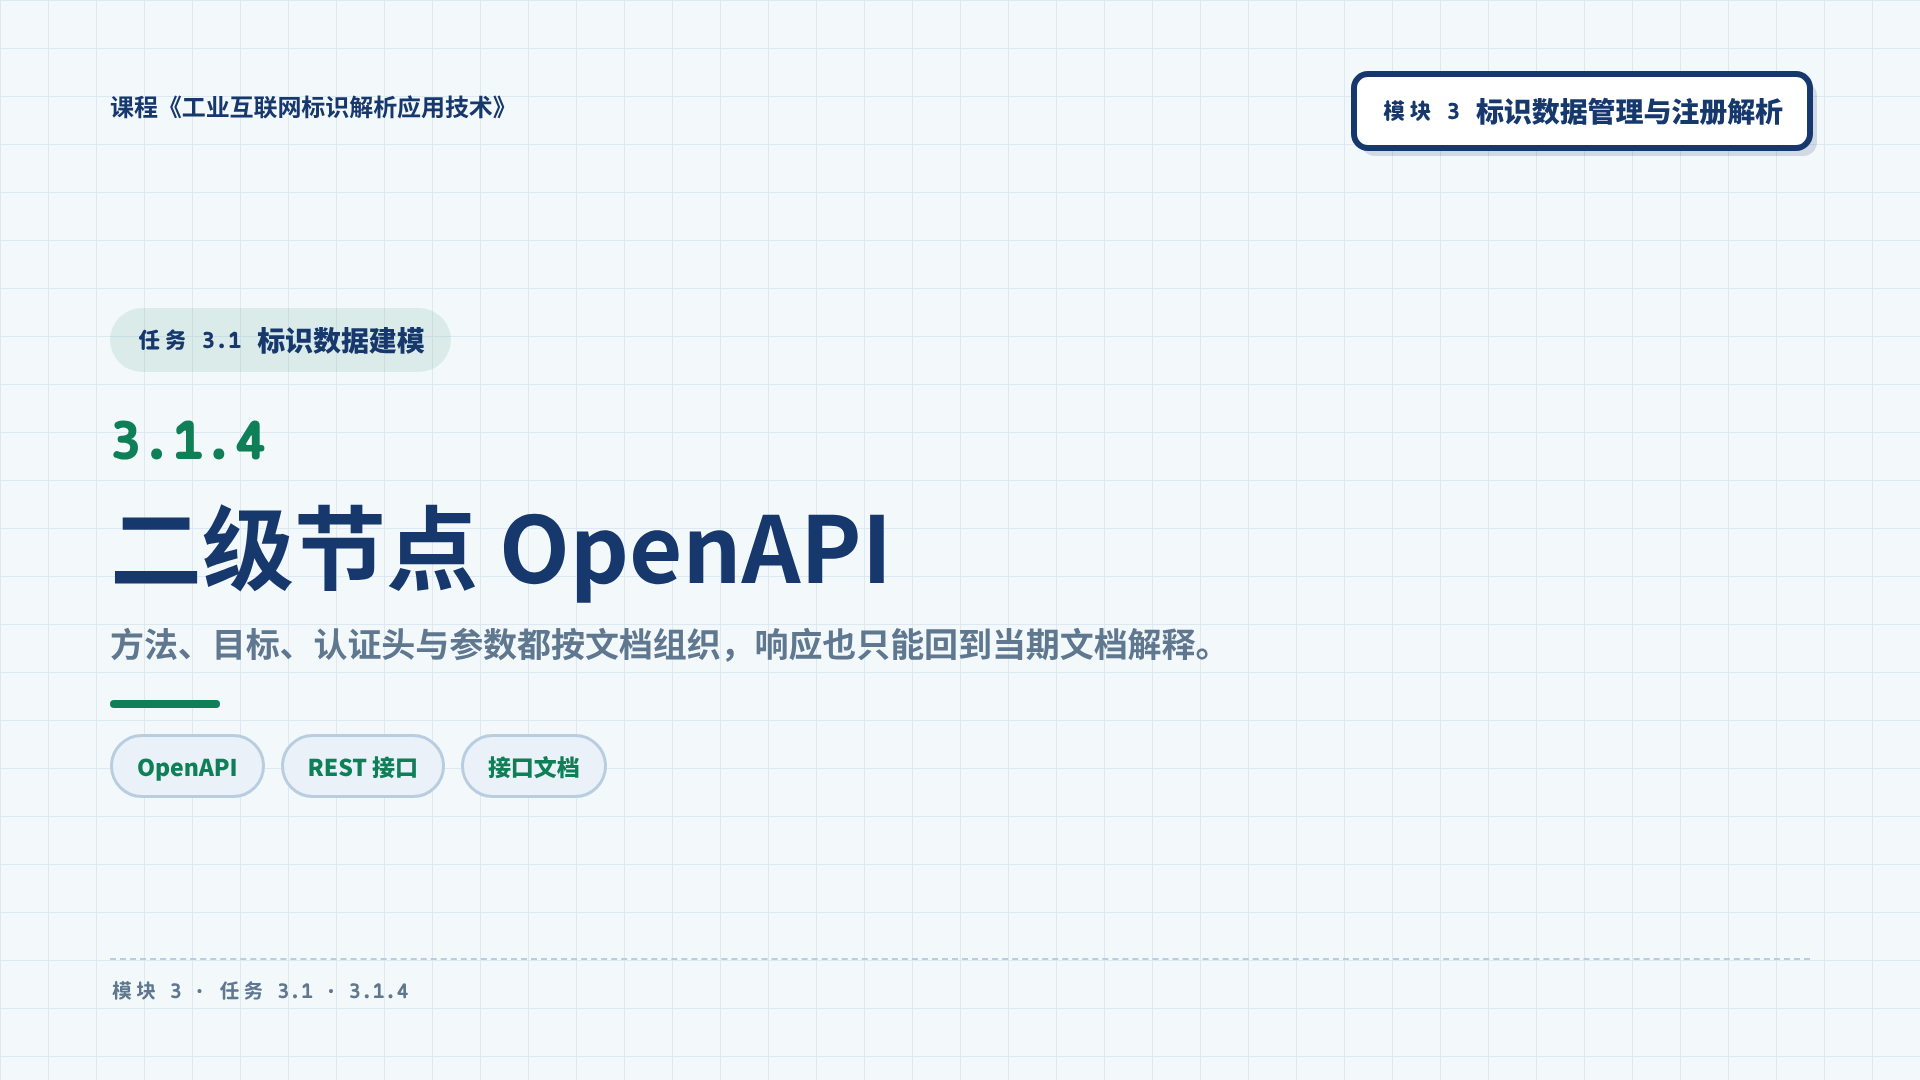 课程《工业互联网标识解析应用技术》
模块 3 标识数据管理与注册解析
任务 3.1 标识数据建模
3.1.4
二级节点 OpenAPI
方法、目标、认证头与参数都按文档组织，响应也只能回到当期文档解释。
OpenAPI
REST 接口
接口文档
模块 3 · 任务 3.1 · 3.1.4